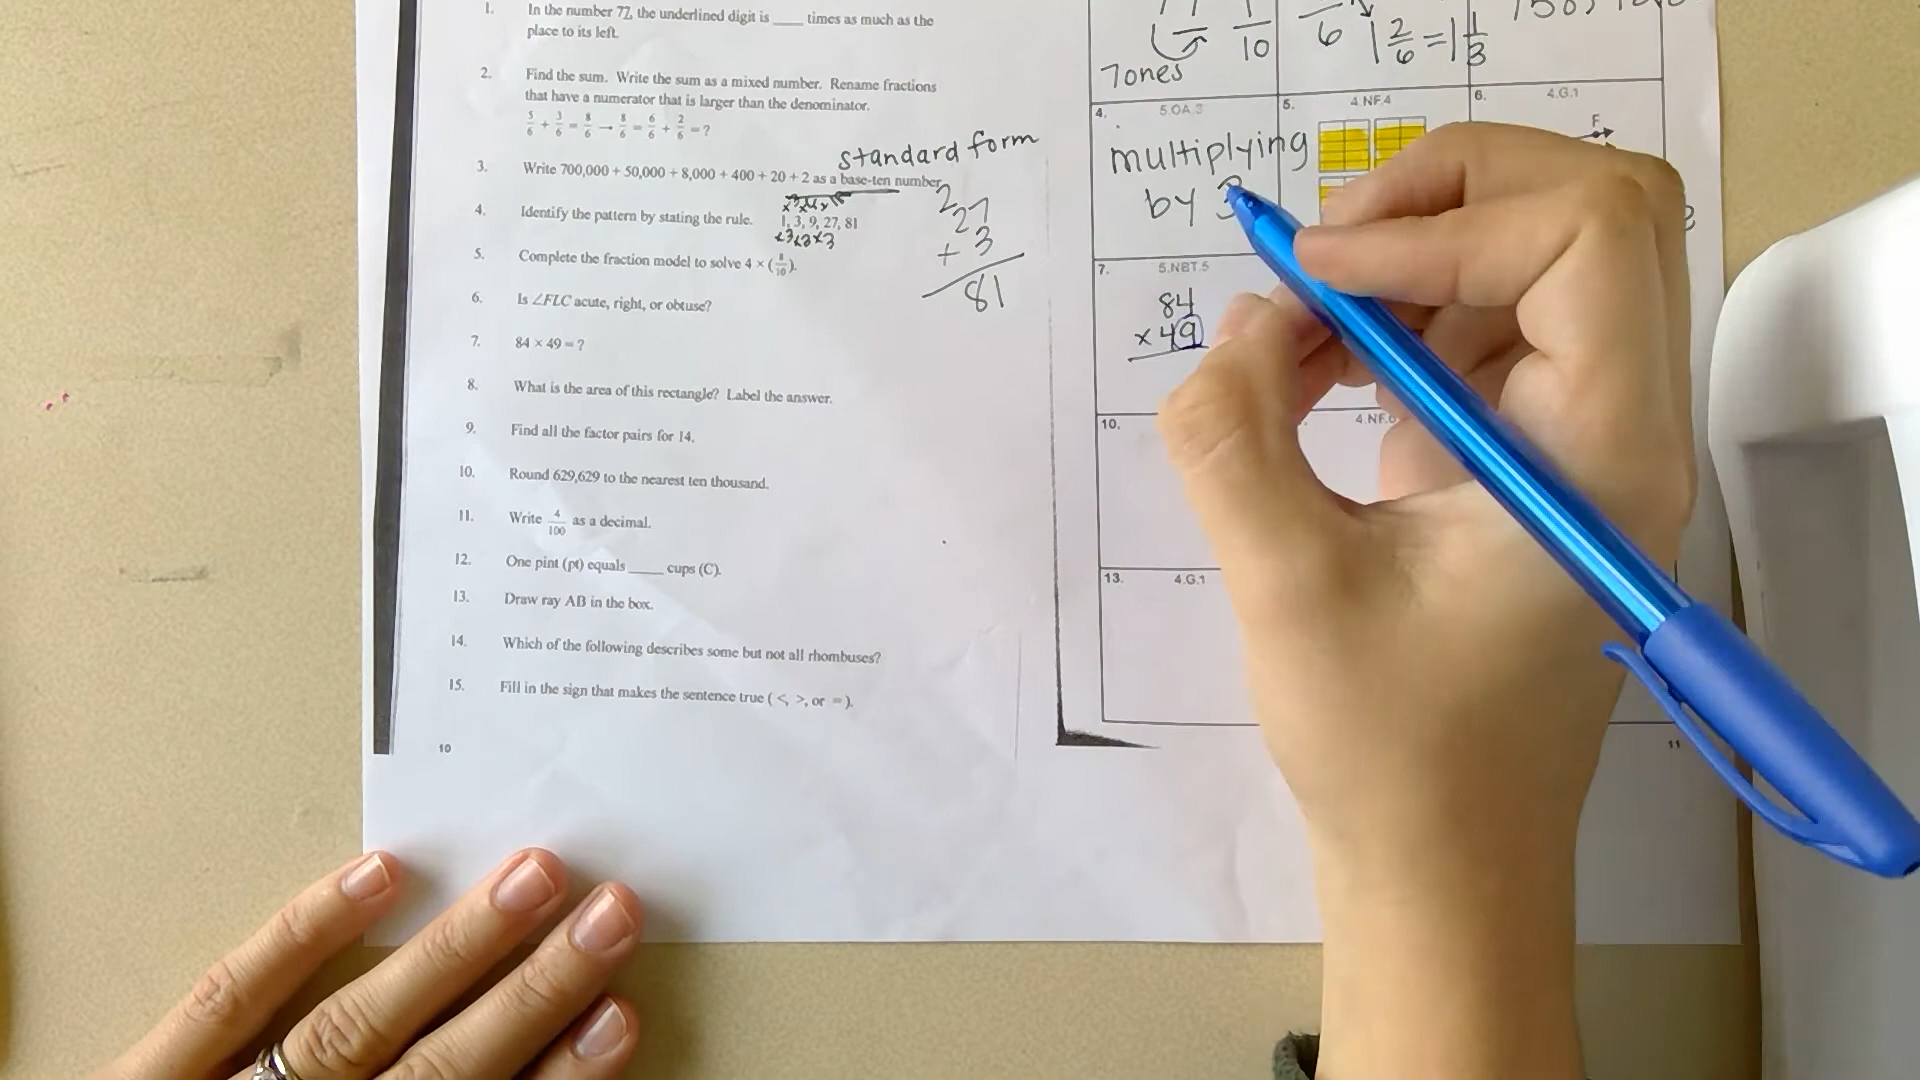 1. In the number 77, the underlined digit is ____ times as much as the
place to its left.
2. Find the sum. Write the sum as a mixed number. Rename fractions
that have a numerator that is larger than the denominator.
5/6 + 3/6 = 8/6 → 8/6 = 6/6 + 2/6 = ?
standard form
3. Write 700,000 + 50,000 + 8,000 + 400 + 20 + 2 as a base-ten number
4. Identify the pattern by stating the rule. 1, 3, 9, 27, 81
×3×3×3
2
27
+ 3
81
5. Complete the fraction model to solve 4 × (8/10).
6. Is ∠FLC acute, right, or obtuse?
7. 84 × 49 = ?
8. What is the area of this rectangle? Label the answer.
9. Find all the factor pairs for 14.
10. Round 629,629 to the nearest ten thousand.
11. Write 4/100 as a decimal.
12. One pint (pt) equals ____ cups (C).
13. Draw ray AB in the box.
14. Which of the following describes some but not all rhombuses?
15. Fill in the sign that makes the sentence true ( <, >, or = ).
10
1/10
7ones
6 1 2/6 = 1 1/3
4. 5.OA.3
multiplying
by 3
5. 4.NF.4
6. 4.G.1
F
7. 5.NBT.5
84
× 49
10.
4.NF.6
13. 4.G.1
11